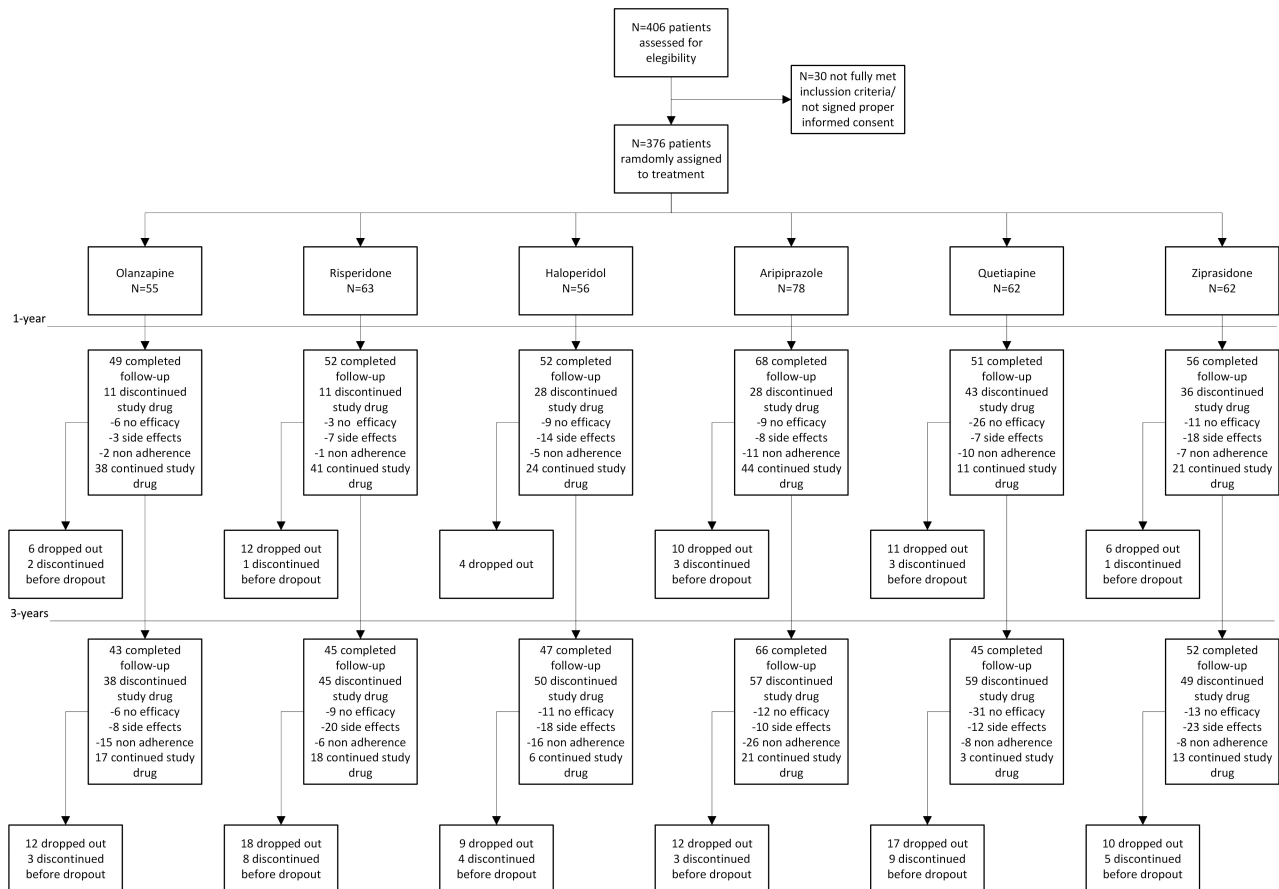 N=406 patients
assessed for
elegibility
N=30 not fully met
inclussion criteria/
not signed proper
informed consent
N=376 patients
ramdomly assigned
to treatment
Olanzapine
N=55
Risperidone
N=63
Haloperidol
N=56
Aripiprazole
N=78
Quetiapine
N=62
Ziprasidone
N=62
1-year
49 completed
follow-up
11 discontinued
study drug
-6 no efficacy
-3 side effects
-2 non adherence
38 continued study
drug
52 completed
follow-up
11 discontinued
study drug
-3 no  efficacy
-7 side effects
-1 non adherence
41 continued study
drug
52 completed
follow-up
28 discontinued
study drug
-9 no efficacy
-14 side effects
-5 non adherence
24 continued study
drug
68 completed
follow-up
28 discontinued
study drug
-9 no efficacy
-8 side effects
-11 non adherence
44 continued study
drug
51 completed
follow-up
43 discontinued
study drug
-26 no efficacy
-7 side effects
-10 non adherence
11 continued study
drug
56 completed
follow-up
36 discontinued
study drug
-11 no efficacy
-18 side effects
-7 non adherence
21 continued study
drug
6 dropped out
2 discontinued
before dropout
12 dropped out
1 discontinued
before dropout
4 dropped out
10 dropped out
3 discontinued
before dropout
11 dropped out
3 discontinued
before dropout
6 dropped out
1 discontinued
before dropout
3-years
43 completed
follow-up
38 discontinued
study drug
-6 no efficacy
-8 side effects
-15 non adherence
17 continued study
drug
45 completed
follow-up
45 discontinued
study drug
-9 no efficacy
-20 side effects
-6 non adherence
18 continued study
drug
47 completed
follow-up
50 discontinued
study drug
-11 no efficacy
-18 side effects
-16 non adherence
6 continued study
drug
66 completed
follow-up
57 discontinued
study drug
-12 no efficacy
-10 side effects
-26 non adherence
21 continued study
drug
45 completed
follow-up
59 discontinued
study drug
-31 no efficacy
-12 side effects
-8 non adherence
3 continued study
drug
52 completed
follow-up
49 discontinued
study drug
-13 no efficacy
-23 side effects
-8 non adherence
13 continued study
drug
12 dropped out
3 discontinued
before dropout
18 dropped out
8 discontinued
before dropout
9 dropped out
4 discontinued
before dropout
12 dropped out
3 discontinued
before dropout
17 dropped out
9 discontinued
before dropout
10 dropped out
5 discontinued
before dropout